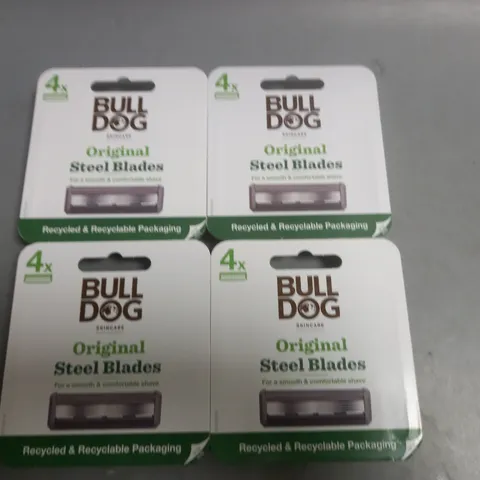 4x
BULL
DOG
SKINCARE
Original
Steel Blades
For a smooth & comfortable shave
Recycled & Recyclable Packaging
4x
BULL
DOG
SKINCARE
Original
Steel Blades
For a smooth & comfortable shave
Recycled & Recyclable Packaging
4x
BULL
DOG
SKINCARE
Original
Steel Blades
For a smooth & comfortable shave
Recycled & Recyclable Packaging
4x
BULL
DOG
SKINCARE
Original
Steel Blades
For a smooth & comfortable shave
Recycled & Recyclable Packaging